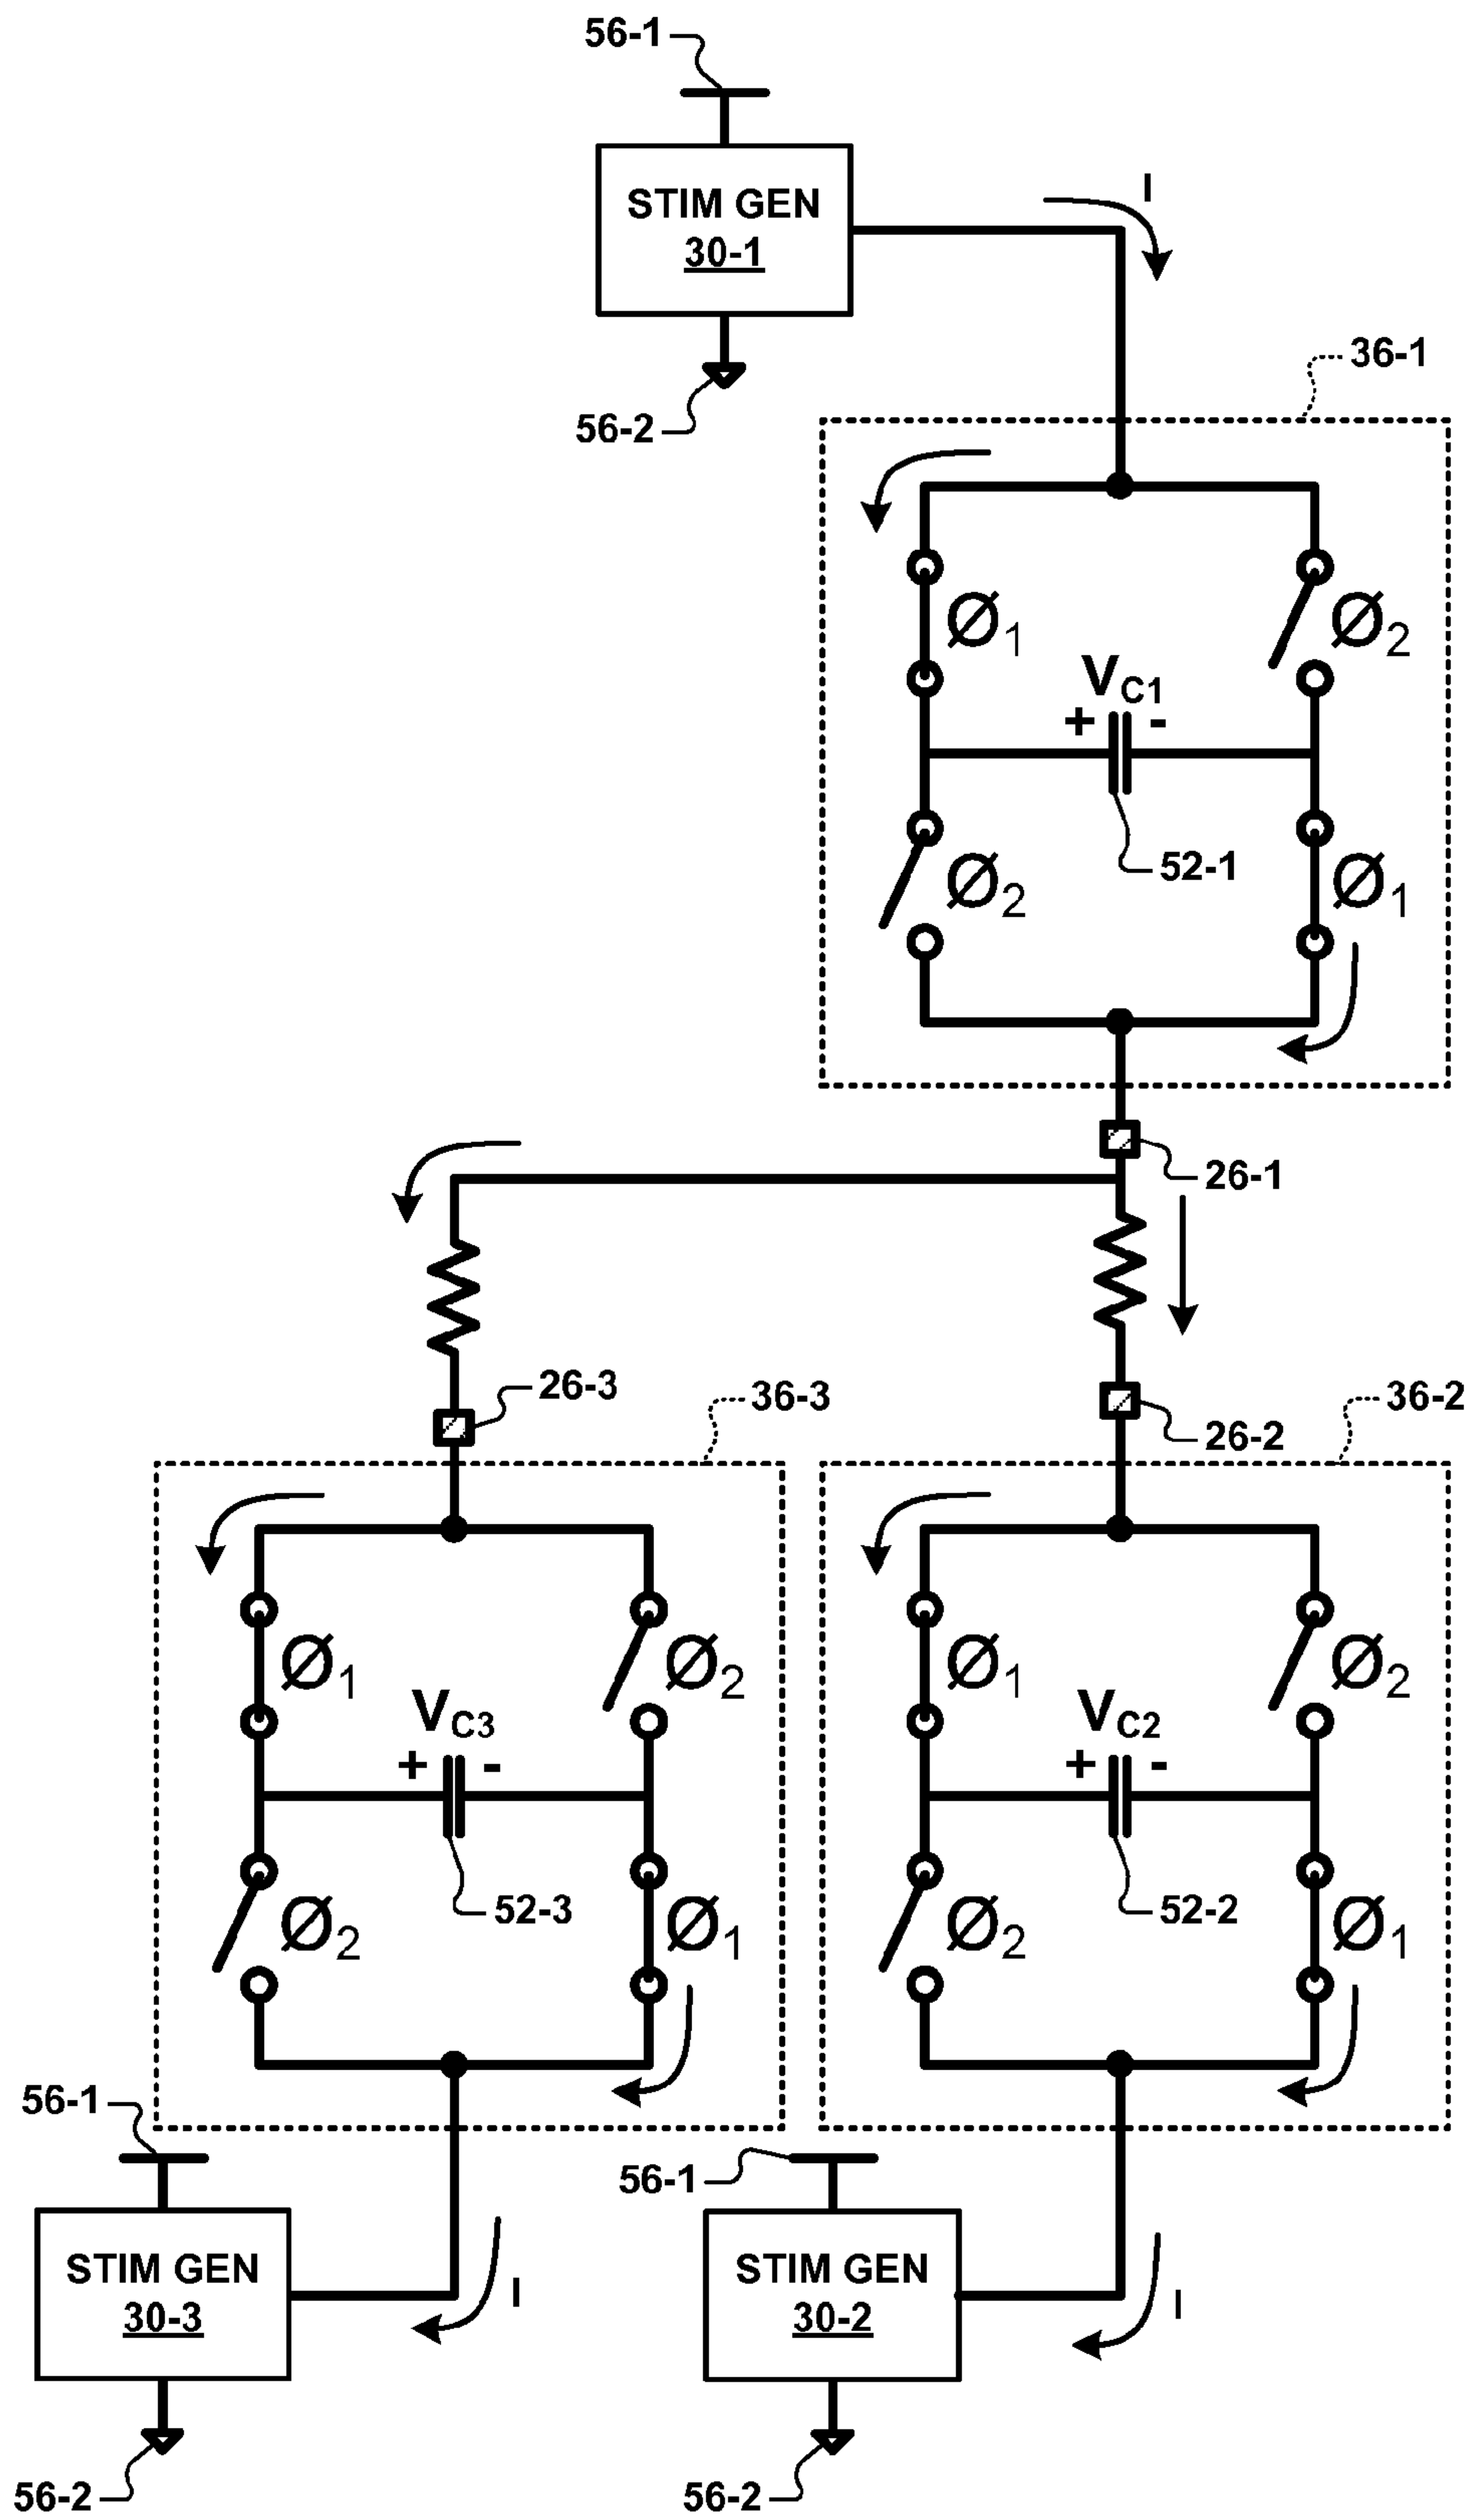 56-1
STIM GEN
30-1
I
56-2
36-1
Ø1
Ø2
VC1
+ -
52-1
Ø2
Ø1
26-1
26-3
36-3
26-2
36-2
Ø1
Ø2
Ø1
Ø2
VC3
+ -
VC2
+ -
52-3
52-2
Ø2
Ø1
Ø2
Ø1
56-1
56-1
STIM GEN
30-3
I
STIM GEN
30-2
I
56-2
56-2